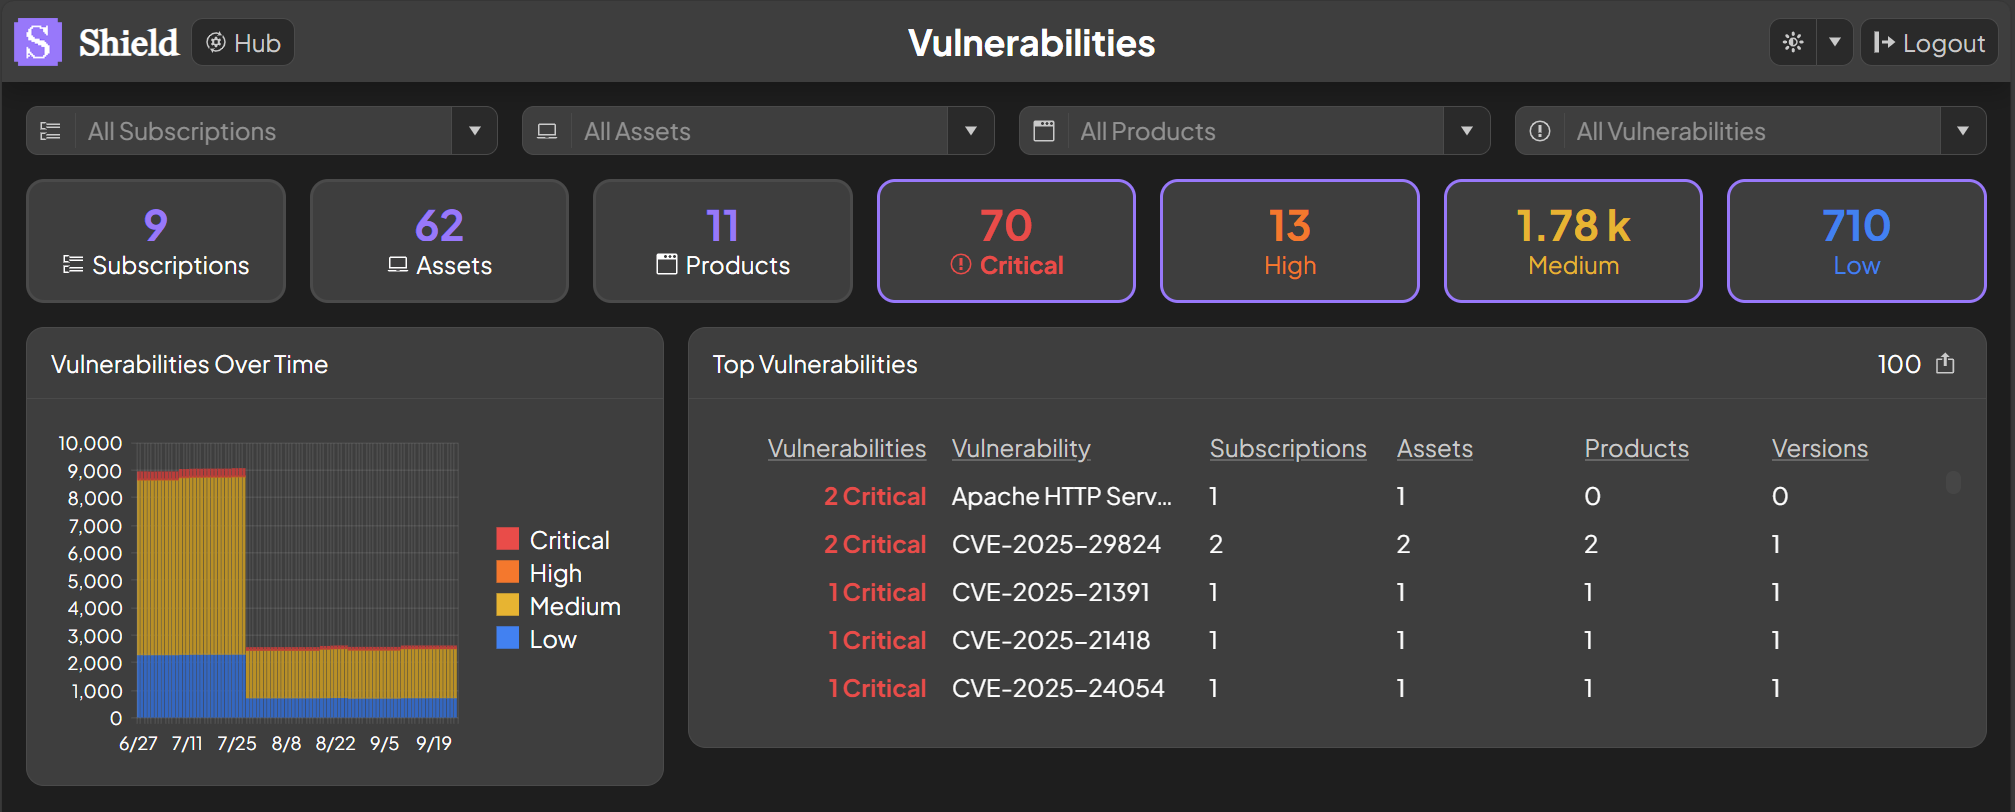 S Shield Hub Vulnerabilities Logout
All Subscriptions All Assets All Products All Vulnerabilities
9 62 11 70 13 1.78 k 710
Subscriptions Assets Products Critical High Medium Low
Vulnerabilities Over Time
10,000
9,000
8,000
7,000
6,000
5,000
4,000
3,000
2,000
1,000
0
6/27 7/11 7/25 8/8 8/22 9/5 9/19
Critical
High
Medium
Low
Top Vulnerabilities 100
Vulnerabilities Vulnerability Subscriptions Assets Products Versions
2 Critical Apache HTTP Serv... 1 1 0 0
2 Critical CVE-2025-29824 2 2 2 1
1 Critical CVE-2025-21391 1 1 1 1
1 Critical CVE-2025-21418 1 1 1 1
1 Critical CVE-2025-24054 1 1 1 1